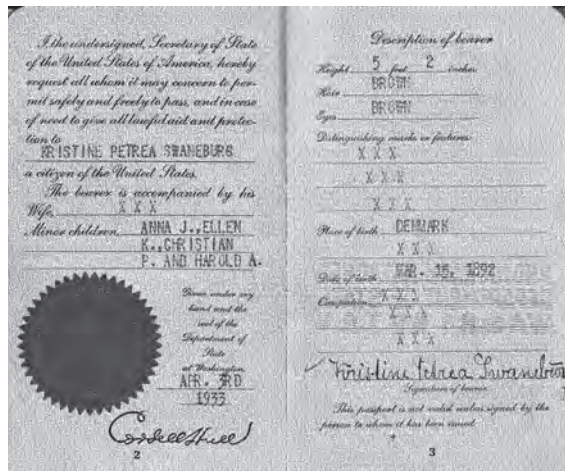 I the undersigned, Secretary of State
of the United States of America, hereby
request all whom it may concern to per-
mit safely and freely to pass, and in case
of need to give all lawful aid and protec-
tion to
KRISTINE PETREA SWANEBURG
a citizen of the United States.
The bearer is accompanied by his
Wife, X X X
Minor children, ANNA J., ELLEN
K., CHRISTIAN
P. AND HAROLD A.
Given under my
hand and the
seal of the
Department of
State
at Washington
APR. 3RD
1933
Cordell Hull
2
Description of bearer
Height 5 feet 2 inches
Hair BROWN
Eyes BROWN
Distinguishing marks or features:
X X X
X X X
X X X
Place of birth DENMARK
X X X
Date of birth MAR. 15, 1892
X X X
X X X
X X X
Kristine Petrea Swaneburg
Signature of bearer
This passport is not valid unless signed by the
person to whom it has been issued.
3